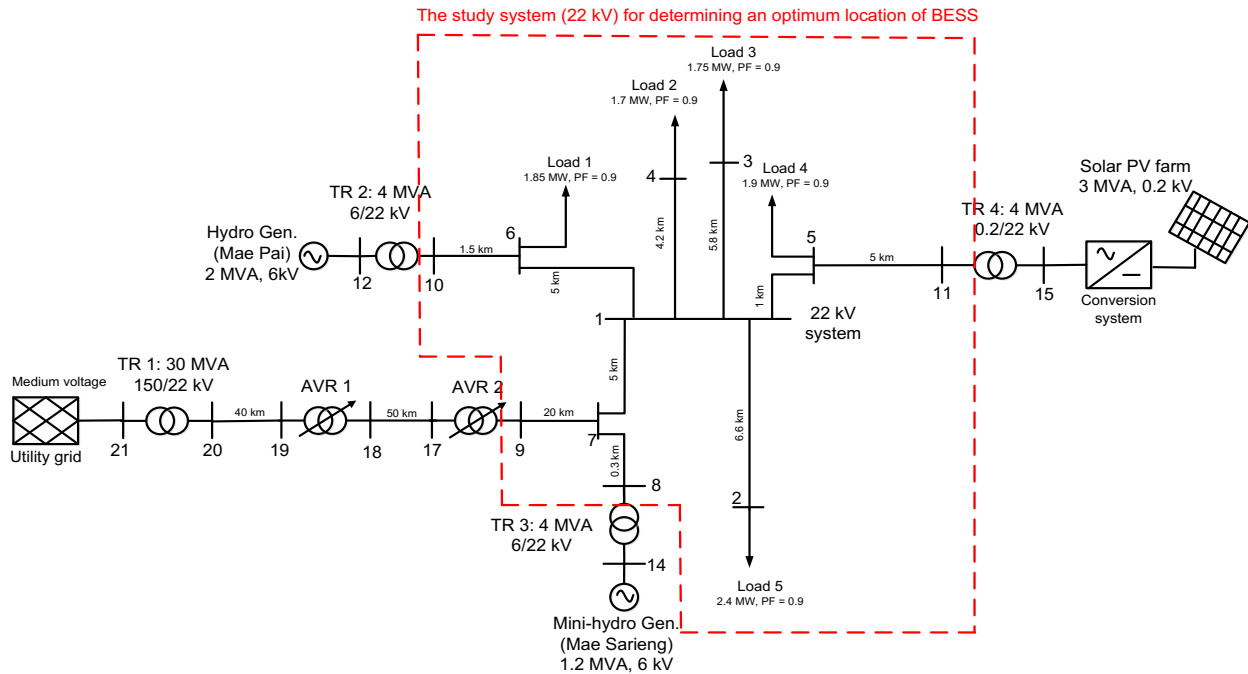 The study system (22 kV) for determining an optimum location of BESS
Load 3
1.75 MW, PF = 0.9
Load 2
1.7 MW, PF = 0.9
Load 1
1.85 MW, PF = 0.9
Load 4
1.9 MW, PF = 0.9
3
4
Solar PV farm
3 MVA, 0.2 kV
TR 2: 4 MVA
6/22 kV
TR 4: 4 MVA
0.2/22 kV
Hydro Gen.
(Mae Pai)
2 MVA, 6kV
12
10
1.5 km
6
5 km
4.2 km
5.8 km
5
1 km
5 km
11
15
Conversion
system
1
22 kV
system
TR 1: 30 MVA
150/22 kV
Medium voltage
Utility grid
AVR 1
AVR 2
21
20
40 km
19
18
50 km
17
9
20 km
7
5 km
0.3 km
8
6.6 km
2
TR 3: 4 MVA
6/22 kV
14
Load 5
2.4 MW, PF = 0.9
Mini-hydro Gen.
(Mae Sarieng)
1.2 MVA, 6 kV